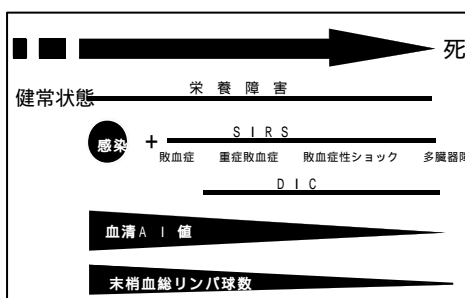 死
健常状態
栄養障害
感染 + SIRS
敗血症 重症敗血症 敗血症性ショック 多臓器障
DIC
血清AI値
末梢血総リンパ球数